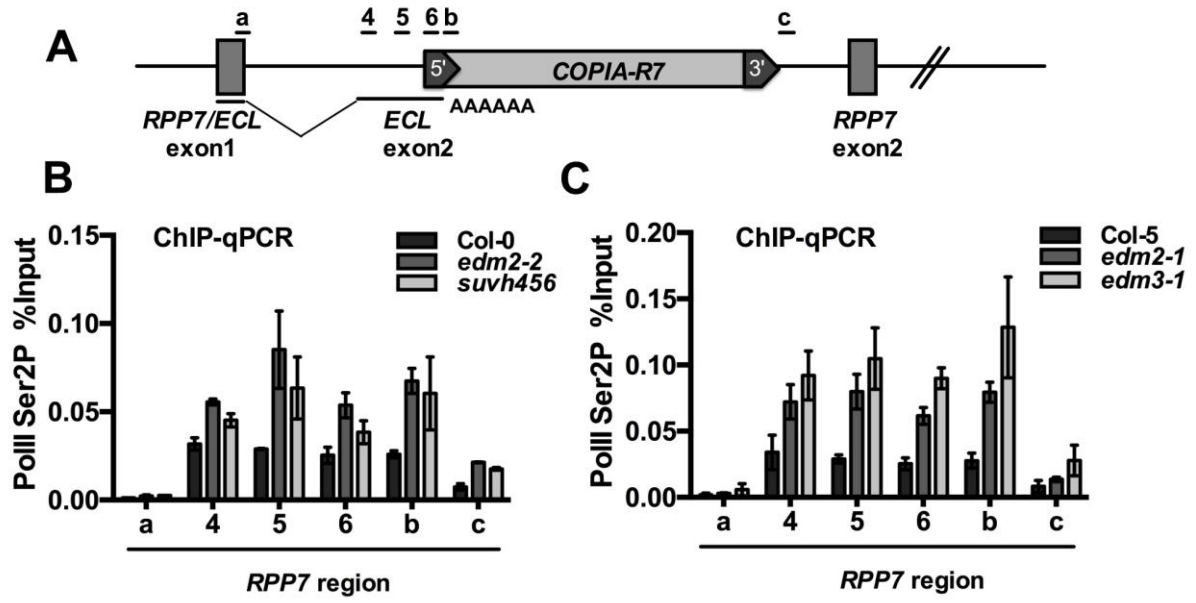 A
a 4 5 6 b c
5' COPIA-R7 3'
AAAAAA
RPP7/ECL
exon1
ECL
exon2
RPP7
exon2
B
ChIP-qPCR
Col-0
edm2-2
suvh456
PolII Ser2P %Input
0.15
0.10
0.05
0.00
a 4 5 6 b c
RPP7 region
C
ChIP-qPCR
Col-5
edm2-1
edm3-1
PolII Ser2P %Input
0.20
0.15
0.10
0.05
0.00
a 4 5 6 b c
RPP7 region